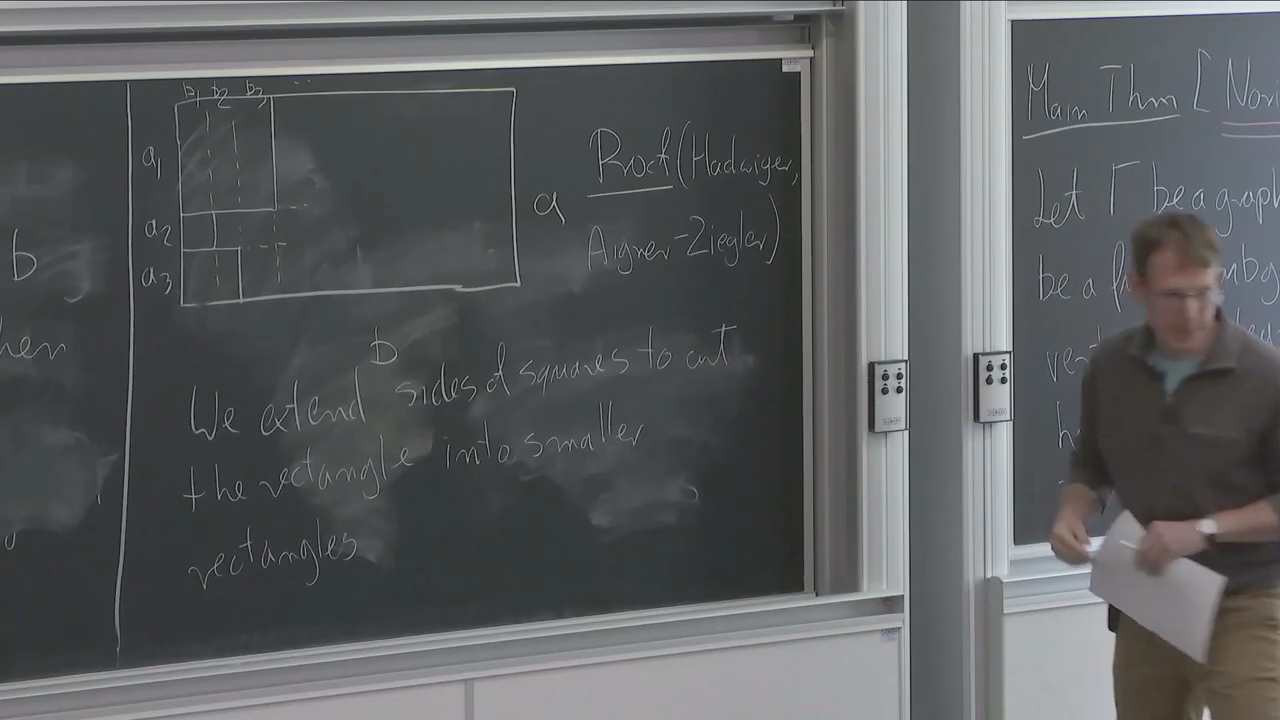 b
b1 b2 b3 ...
a1
a2
a3
a
b
Proof (Hadwiger,
Aigner-Ziegler)
We extend sides of squares to cut
the rectangle into smaller
rectangles
Main Thm [
Let Γ be a graph
be a